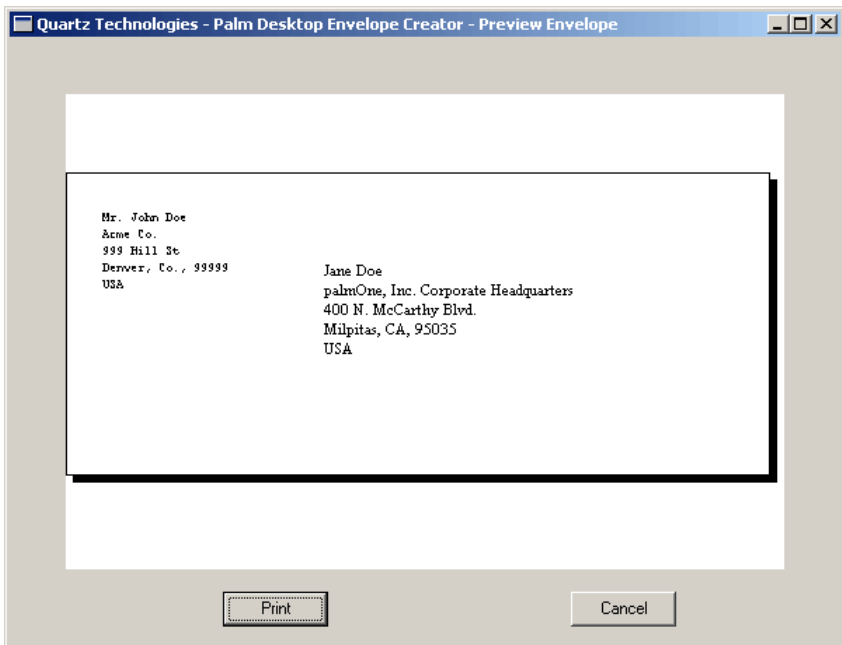 Quartz Technologies - Palm Desktop Envelope Creator - Preview Envelope
Mr. John Doe
Acme Co.
999 Hill St
Denver, Co., 99999
USA
Jane Doe
palmOne, Inc. Corporate Headquarters
400 N. McCarthy Blvd.
Milpitas, CA, 95035
USA
Print
Cancel